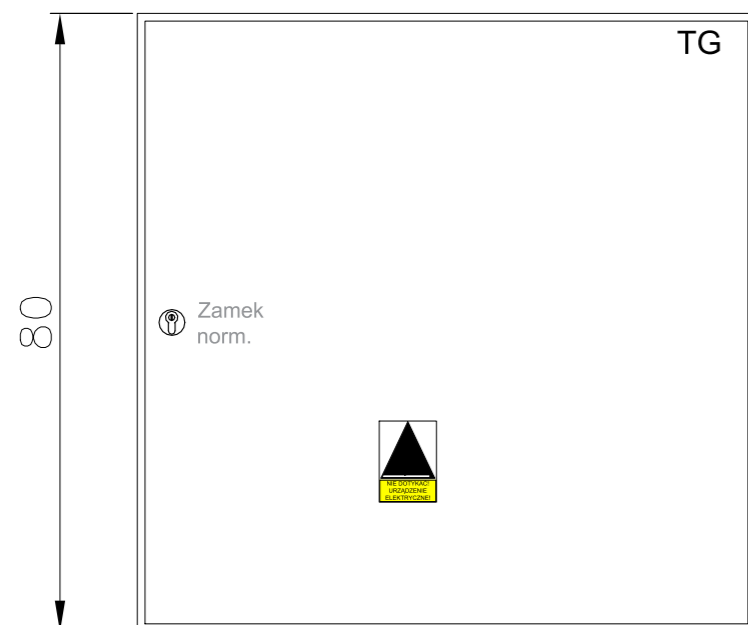 TG
80
Zamek
norm.
NIE DOTYKAĆ!
URZĄDZENIE
ELEKTRYCZNE!